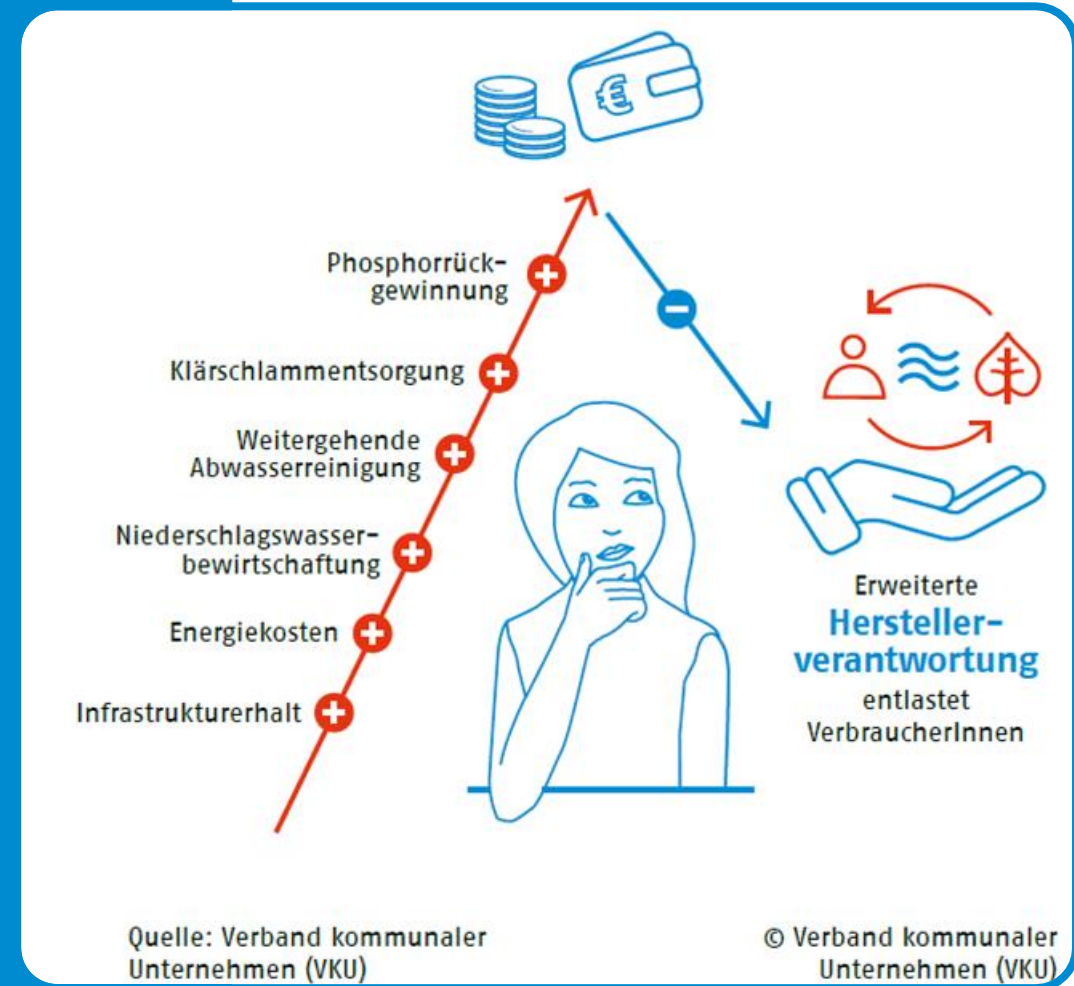 €
Phosphorrück-
gewinnung
Klärschlammentsorgung
Weitergehende
Abwasserreinigung
Niederschlagswasser-
bewirtschaftung
Energiekosten
Infrastrukturerhalt
Erweiterte
Hersteller-
verantwortung
entlastet
VerbraucherInnen
Quelle: Verband kommunaler
Unternehmen (VKU)
© Verband kommunaler
Unternehmen (VKU)